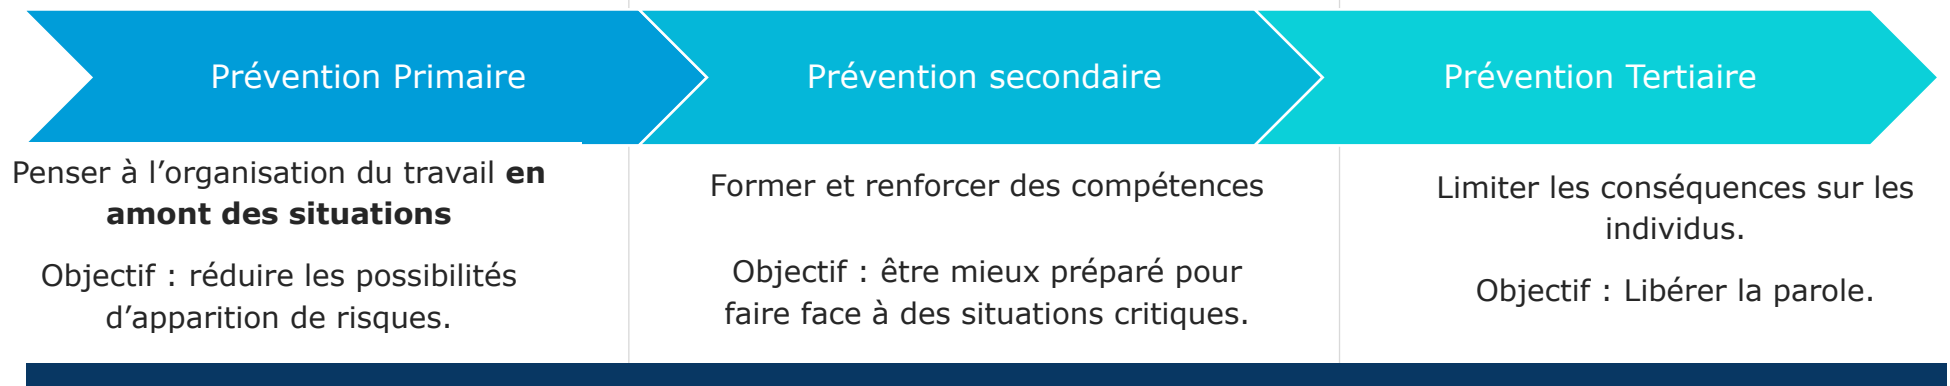 Prévention Primaire
Prévention secondaire
Prévention Tertiaire
Penser à l’organisation du travail en
amont des situations
Objectif : réduire les possibilités
d’apparition de risques.
Former et renforcer des compétences
Objectif : être mieux préparé pour
faire face à des situations critiques.
Limiter les conséquences sur les
individus.
Objectif : Libérer la parole.